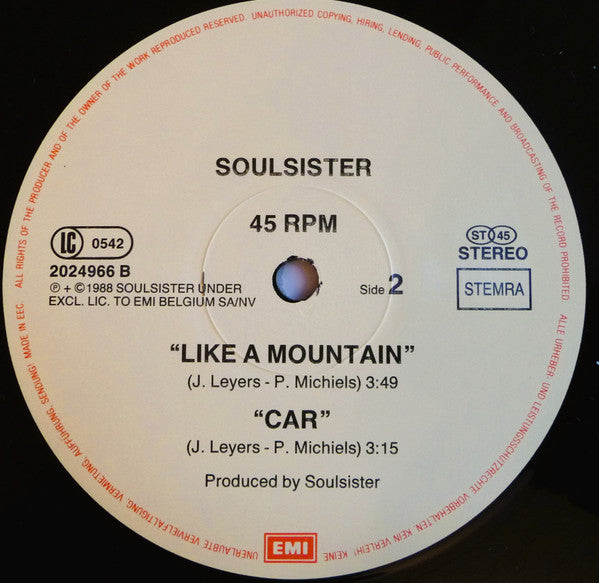 ALL RIGHTS OF THE PRODUCER AND OF THE OWNER OF THE WORK REPRODUCED RESERVED. UNAUTHORIZED COPYING, HIRING, LENDING, PUBLIC PERFORMANCE AND BROADCASTING OF THE RECORD PROHIBITED.
SOULSISTER
45 RPM
LC 0542
ST 45
STEREO
2024966 B
℗ + © 1988 SOULSISTER UNDER
EXCL. LIC. TO EMI BELGIUM SA/NV
Side 2
STEMRA
“LIKE A MOUNTAIN”
(J. Leyers - P. Michiels) 3:49
“CAR”
(J. Leyers - P. Michiels) 3:15
Produced by Soulsister
EMI
ALLE URHEBER- UND LEISTUNGSSCHUTZRECHTE VORBEHALTEN. KEIN VERLEIH! KEINE
UNERLAUBTE VERVIELFÄLTIGUNG, VERMIETUNG, AUFFÜHRUNG, SENDUNG! MADE IN EEC.